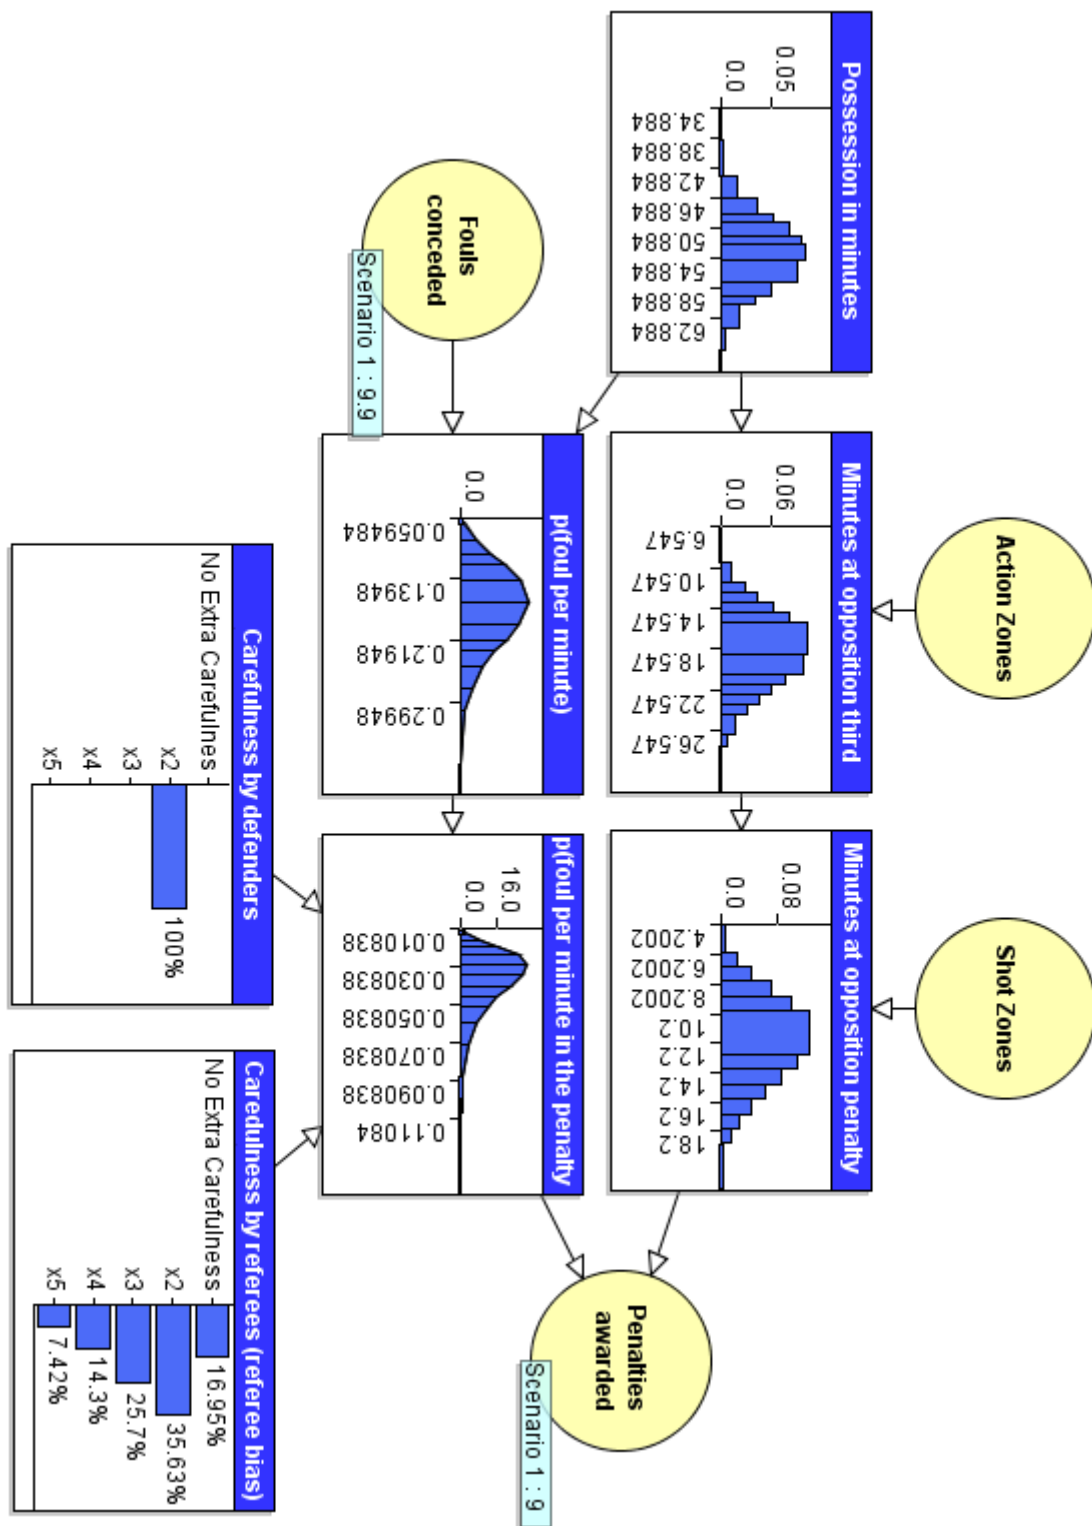 Possession in minutes
0.05
0.0
34.884
38.884
42.884
46.884
50.884
54.884
58.884
62.884
Minutes at opposition third
0.06
0.0
6.547
10.547
14.547
18.547
22.547
26.547
Minutes at opposition penalty
0.08
0.0
4.2002
6.2002
8.2002
10.2
12.2
14.2
16.2
18.2
Action Zones
Shot Zones
Fouls
conceded
Scenario 1 : 9.9
p(foul per minute)
0.0
0.059484
0.13948
0.21948
0.29948
p(foul per minute in the penalty
16.0
0.0
0.010838
0.030838
0.050838
0.070838
0.090838
0.11084
Penalties
awarded
Scenario 1 : 9
Carefulness by defenders
No Extra Carefulnes
x2
100%
x3
x4
x5
Caredulness by referees (referee bias)
No Extra Carefulness
16.95%
x2
35.63%
x3
25.7%
x4
14.3%
x5
7.42%